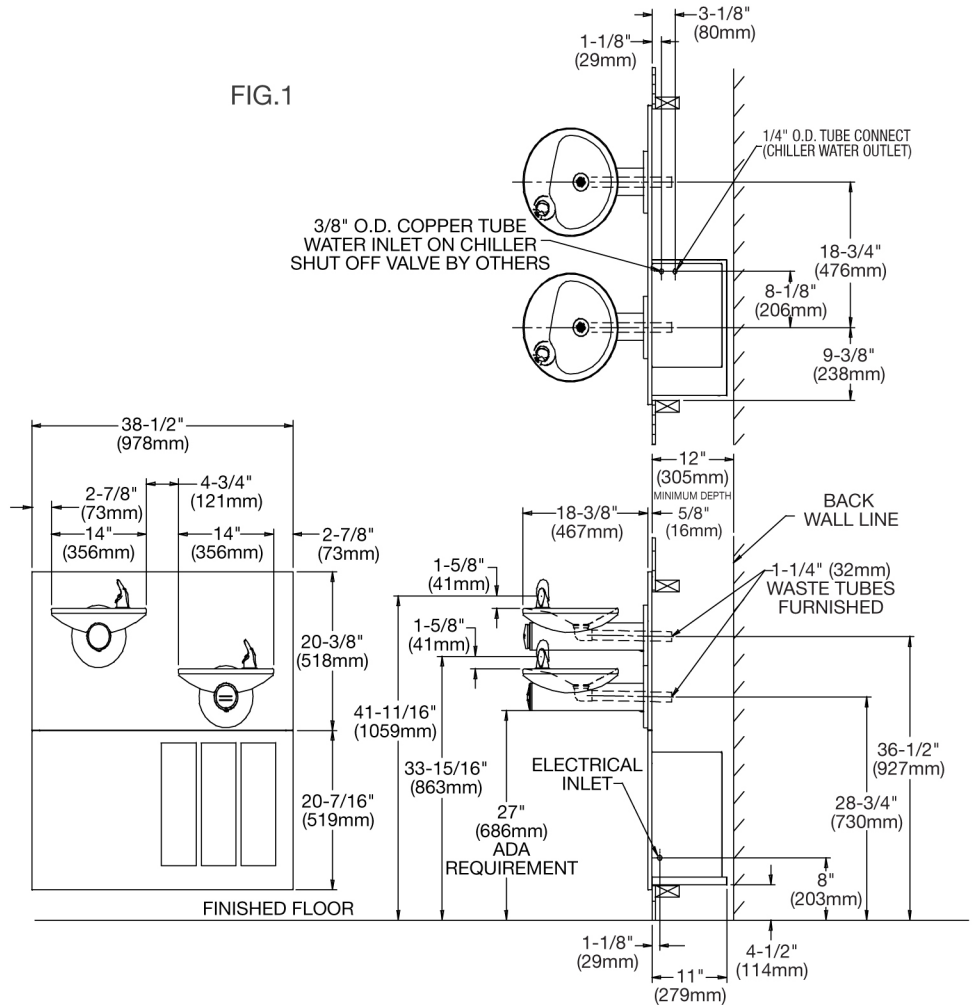 3-1/8"
(80mm)
1-1/8"
(29mm)
FIG.1
1/4" O.D. TUBE CONNECT
(CHILLER WATER OUTLET)
3/8" O.D. COPPER TUBE
WATER INLET ON CHILLER
SHUT OFF VALVE BY OTHERS
18-3/4"
(476mm)
8-1/8"
(206mm)
9-3/8"
(238mm)
38-1/2"
(978mm)
12"
(305mm)
MINIMUM DEPTH
4-3/4"
(121mm)
2-7/8"
(73mm)
14"
(356mm)
14"
(356mm)
2-7/8"
(73mm)
18-3/8"
(467mm)
5/8"
(16mm)
BACK
WALL LINE
1-5/8"
(41mm)
1-1/4" (32mm)
WASTE TUBES
FURNISHED
1-5/8"
(41mm)
20-3/8"
(518mm)
41-11/16"
(1059mm)
33-15/16"
(863mm)
36-1/2"
(927mm)
ELECTRICAL
INLET
20-7/16"
(519mm)
27"
(686mm)
ADA
REQUIREMENT
28-3/4"
(730mm)
8"
(203mm)
FINISHED FLOOR
1-1/8"
(29mm)
4-1/2"
(114mm)
11"
(279mm)